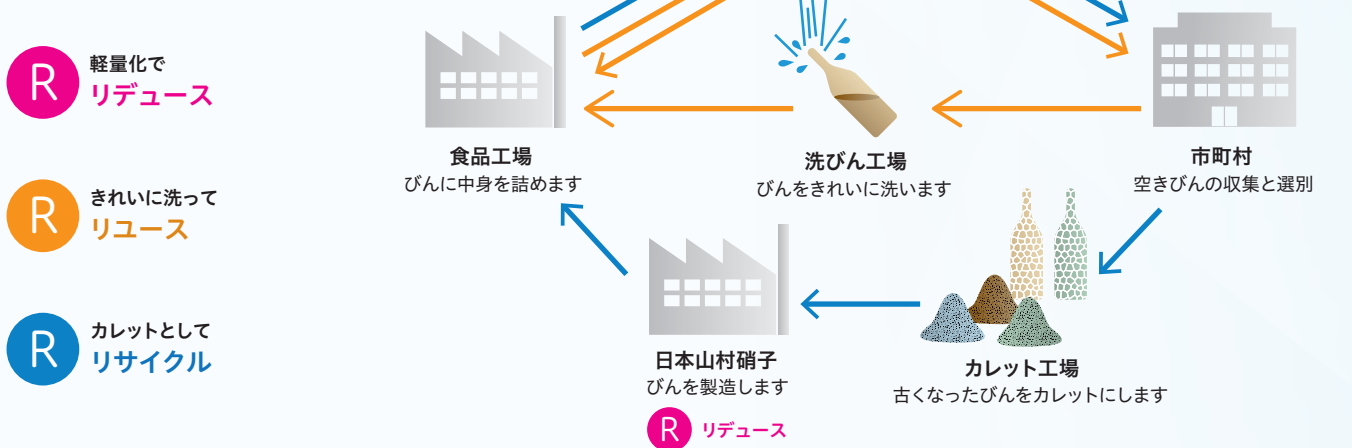 R 軽量化で
リデュース
R きれいに洗って
リユース
R カレットとして
リサイクル
食品工場
びんに中身を詰めます
洗びん工場
びんをきれいに洗います
市町村
空きびんの収集と選別
日本山村硝子
びんを製造します
R リデュース
カレット工場
古くなったびんをカレットにします